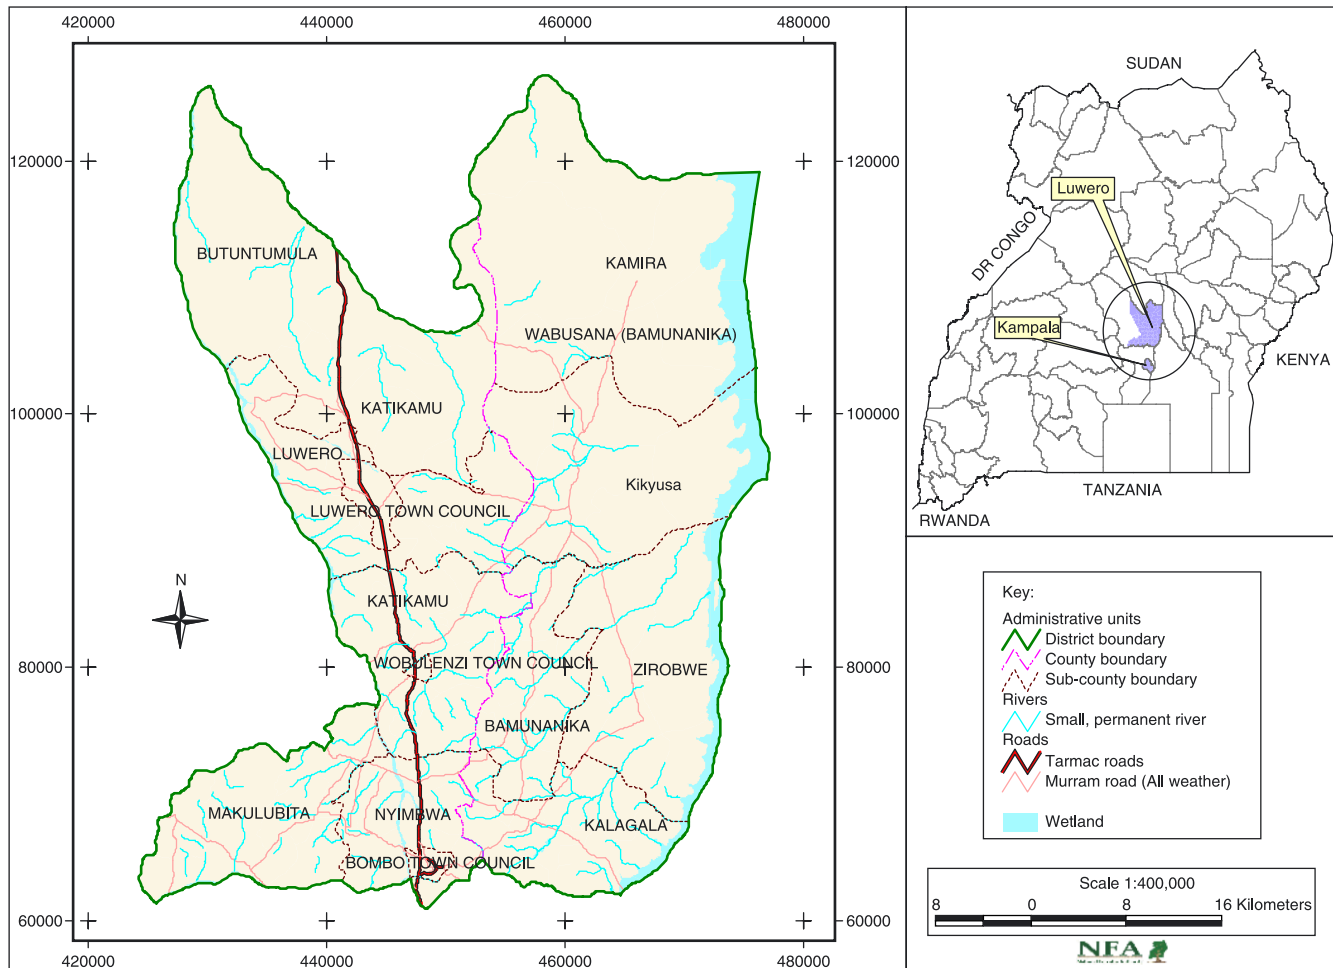 420000 440000 460000 480000
120000 120000
100000 100000
80000 80000
60000 60000
420000 440000 460000 480000
BUTUNTUMULA
KAMIRA
WABUSANA (BAMUNANIKA)
KATIKAMU
LUWERO
Kikyusa
LUWERO TOWN COUNCIL
N
KATIKAMU
WOBULENZI TOWN COUNCIL
ZIROBWE
BAMUNANIKA
MAKULUBITA
NYIMBWA
KALAGALA
BOMBO TOWN COUNCIL
SUDAN
Luwero
DR CONGO
Kampala
KENYA
TANZANIA
RWANDA
Key:
Administrative units
District boundary
County boundary
Sub-county boundary
Rivers
Small, permanent river
Roads
Tarmac roads
Murram road (All weather)
Wetland
Scale 1:400,000
8 0 8 16 Kilometers
NFA